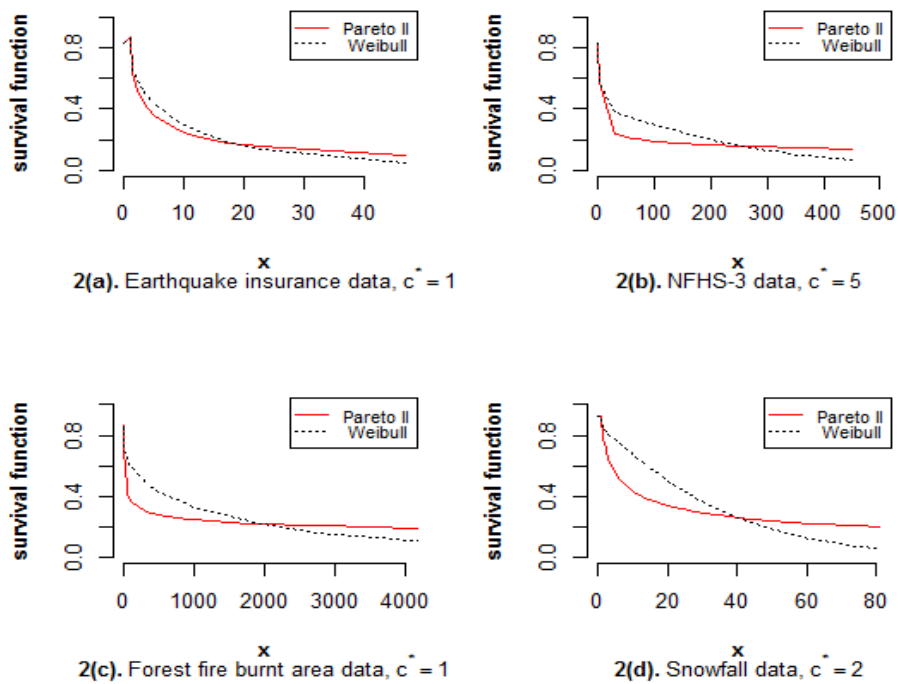 survival function
0.0 0.4 0.8
Pareto II
Weibull
0 10 20 30 40
x
2(a). Earthquake insurance data, c* = 1
survival function
0.0 0.4 0.8
Pareto II
Weibull
0 100 200 300 400 500
x
2(b). NFHS-3 data, c* = 5
survival function
0.0 0.4 0.8
Pareto II
Weibull
0 1000 2000 3000 4000
x
2(c). Forest fire burnt area data, c* = 1
survival function
0.0 0.4 0.8
Pareto II
Weibull
0 20 40 60 80
x
2(d). Snowfall data, c* = 2